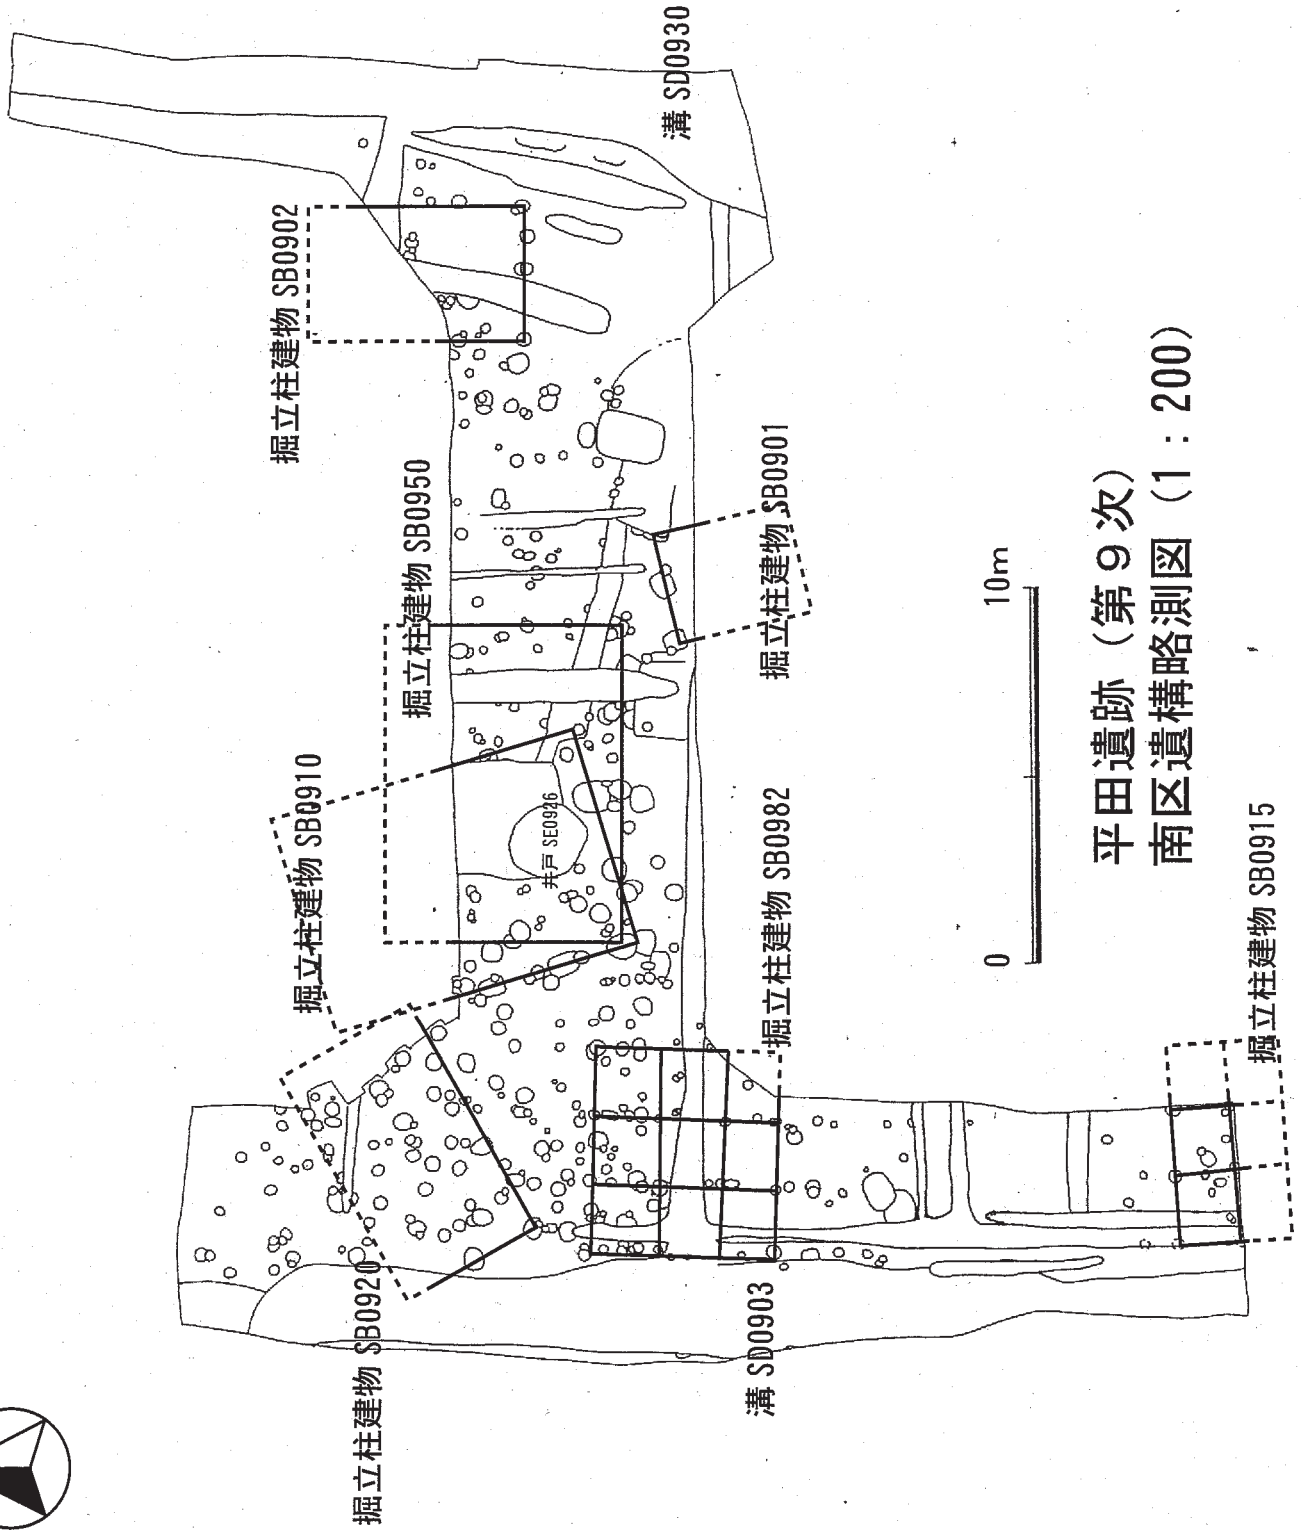 溝 SD0930
掘立柱建物 SB0902
掘立柱建物 SB0950
掘立柱建物 SB0901
掘立柱建物 SB0910
井戸 SE0926
掘立柱建物 SB0982
掘立柱建物 SB0920
溝 SD0903
掘立柱建物 SB0915
0 10m
平田遺跡（第９次）
南区遺構略測図（1：200）